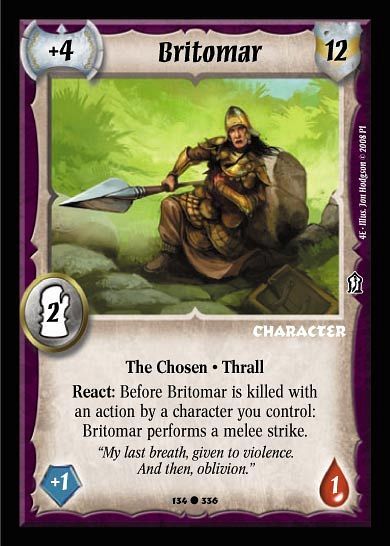 +4
Britomar
12
4E · Illus. Jon Hodgson © 2008 PI
2
CHARACTER
The Chosen • Thrall
React: Before Britomar is killed with
an action by a character you control:
Britomar performs a melee strike.
“My last breath, given to violence.
And then, oblivion.”
+1
1
134 ● 336